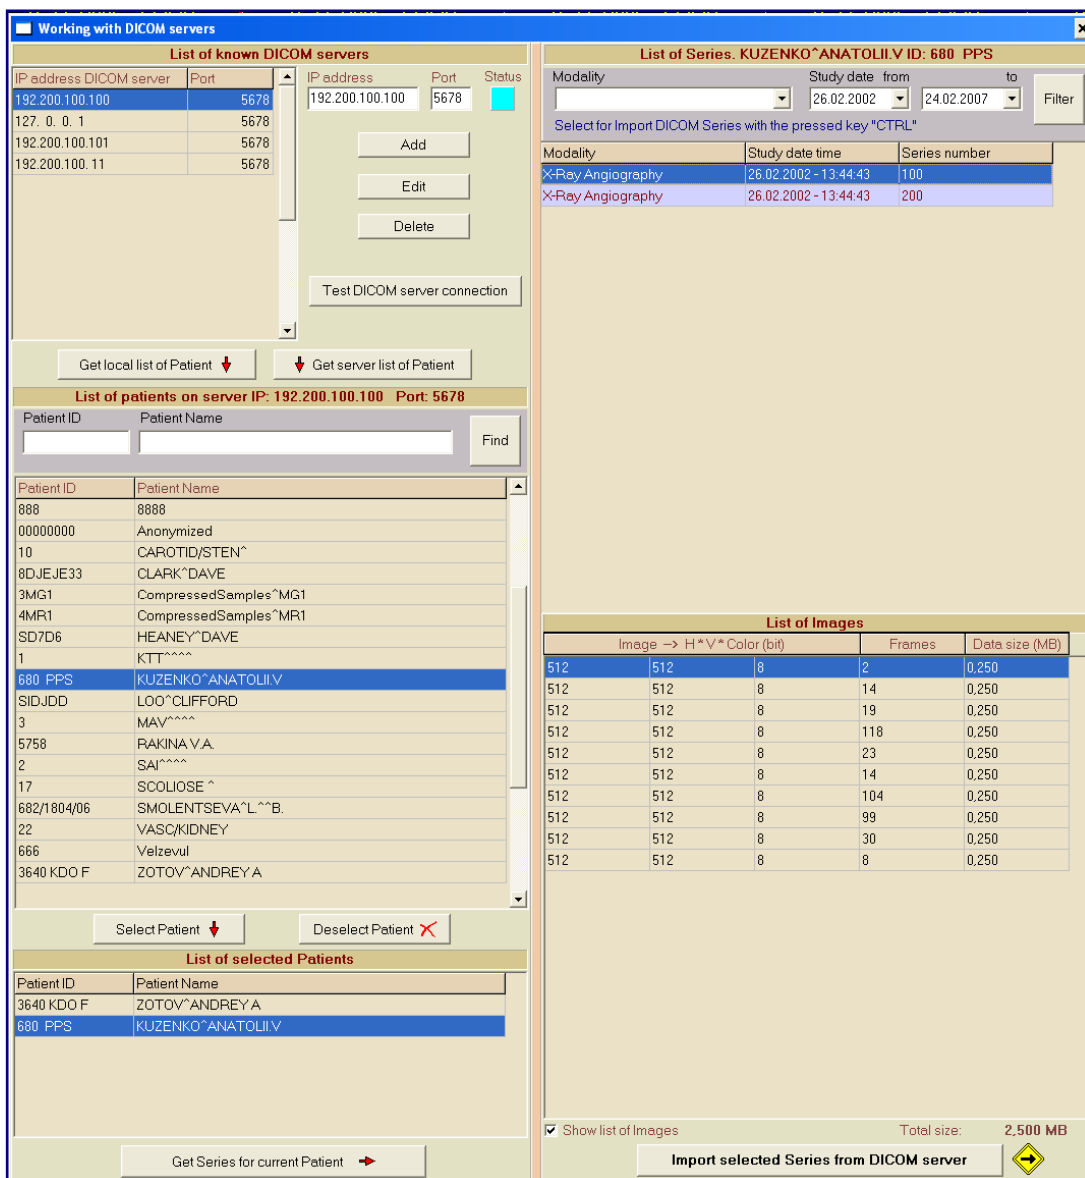 Working with DICOM servers
List of known DICOM servers
IP address DICOM server Port
192.200.100.100 5678
127. 0. 0. 1 5678
192.200.100.101 5678
192.200.100. 11 5678
IP address Port Status
192.200.100.100 5678
Add
Edit
Delete
Test DICOM server connection
Get local list of Patient Get server list of Patient
List of patients on server IP: 192.200.100.100 Port: 5678
Patient ID Patient Name
Find
Patient ID Patient Name
888 8888
00000000 Anonymized
10 CAROTID/STEN^
8DJEJE33 CLARK^DAVE
3MG1 CompressedSamples^MG1
4MR1 CompressedSamples^MR1
SD7D6 HEANEY^DAVE
1 KTT^^^^
680 PPS KUZENKO^ANATOLII.V
SIDJDD LOO^CLIFFORD
3 MAV^^^^
5758 RAKINA V.A.
2 SAI^^^^
17 SCOLIOSE ^
682/1804/06 SMOLENTSEVA^L.^^B.
22 VASC/KIDNEY
666 Velzevul
3640 KDO F ZOTOV^ANDREY A
Select Patient Deselect Patient
List of selected Patients
Patient ID Patient Name
3640 KDO F ZOTOV^ANDREY A
680 PPS KUZENKO^ANATOLII.V
Get Series for current Patient
List of Series. KUZENKO^ANATOLII.V ID: 680 PPS
Modality Study date from to
26.02.2002 24.02.2007 Filter
Select for Import DICOM Series with the pressed key "CTRL"
Modality Study date time Series number
X-Ray Angiography 26.02.2002 - 13:44:43 100
X-Ray Angiography 26.02.2002 - 13:44:43 200
List of Images
Image -> H * V * Color (bit) Frames Data size (MB)
512 512 8 2 0,250
512 512 8 14 0,250
512 512 8 19 0,250
512 512 8 118 0,250
512 512 8 23 0,250
512 512 8 14 0,250
512 512 8 104 0,250
512 512 8 99 0,250
512 512 8 30 0,250
512 512 8 8 0,250
Show list of Images Total size: 2,500 MB
Import selected Series from DICOM server